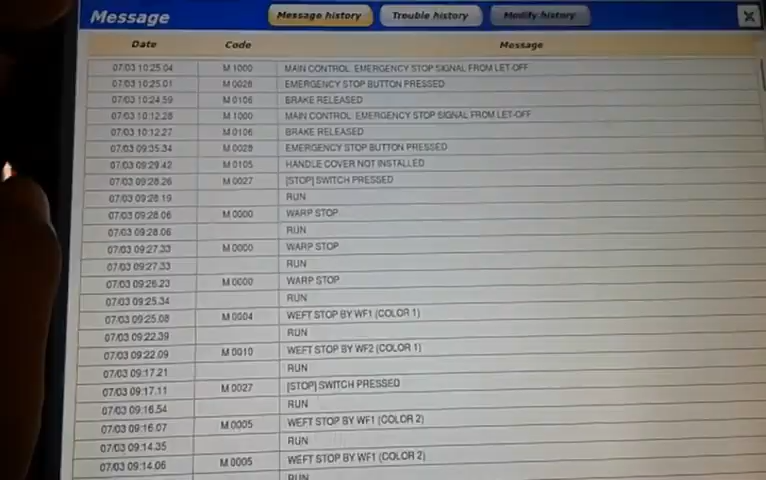 Message Message history Trouble history Modify history
Date Code Message
07/03 10:25.04 M 1000 MAIN CONTROL EMERGENCY STOP SIGNAL FROM LET-OFF
07/03 10:25.01 M 0028 EMERGENCY STOP BUTTON PRESSED
07/03 10:24.59 M 0106 BRAKE RELEASED
07/03 10:12.28 M 1000 MAIN CONTROL EMERGENCY STOP SIGNAL FROM LET-OFF
07/03 10:12.27 M 0106 BRAKE RELEASED
07/03 09:35.34 M 0028 EMERGENCY STOP BUTTON PRESSED
07/03 09:29.42 M 0105 HANDLE COVER NOT INSTALLED
07/03 09:28.26 M 0027 [STOP] SWITCH PRESSED
07/03 09:28.19 RUN
07/03 09:28.06 M 0000 WARP STOP
07/03 09:28.06 RUN
07/03 09:27.33 M 0000 WARP STOP
07/03 09:27.33 RUN
07/03 09:26.23 M 0000 WARP STOP
07/03 09:25.34 RUN
07/03 09:25.08 M 0004 WEFT STOP BY WF1 (COLOR 1)
07/03 09:22.39 RUN
07/03 09:22.09 M 0010 WEFT STOP BY WF2 (COLOR 1)
07/03 09:17.21 RUN
07/03 09:17.11 M 0027 [STOP] SWITCH PRESSED
07/03 09:16.54 RUN
07/03 09:16.07 M 0005 WEFT STOP BY WF1 (COLOR 2)
07/03 09:14.35 RUN
07/03 09:14.06 M 0005 WEFT STOP BY WF1 (COLOR 2)
RUN